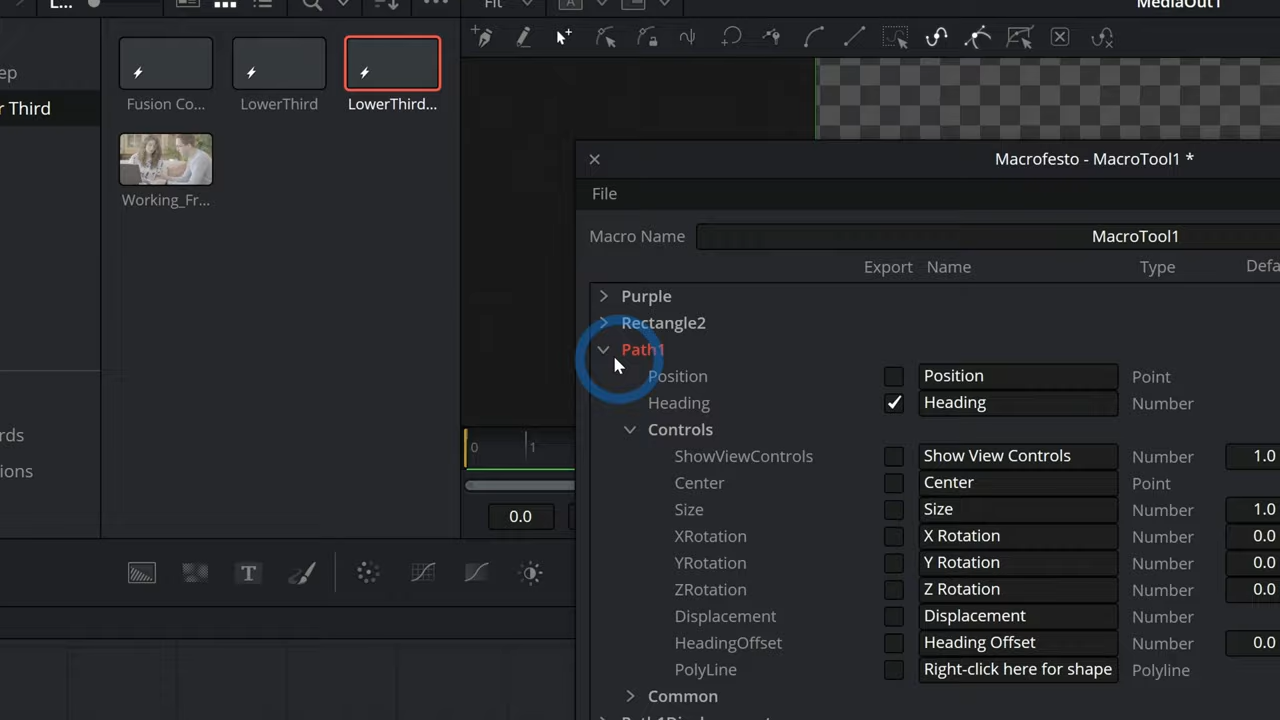 L...
Fit
A
MediaOut1
ep
r Third
Fusion Co...
LowerThird
LowerThird...
Working_Fr...
Macrofesto - MacroTool1 *
File
Macro Name
MacroTool1
Export
Name
Type
Defa
Purple
Rectangle2
Path1
Position
Position
Point
Heading
Heading
Number
Controls
ShowViewControls
Show View Controls
Number
1.0
Center
Center
Point
Size
Size
Number
1.0
XRotation
X Rotation
Number
0.0
YRotation
Y Rotation
Number
0.0
ZRotation
Z Rotation
Number
0.0
Displacement
Displacement
Number
HeadingOffset
Heading Offset
Number
0.0
PolyLine
Right-click here for shape
Polyline
Common
rds
ions
0
1
0.0
T